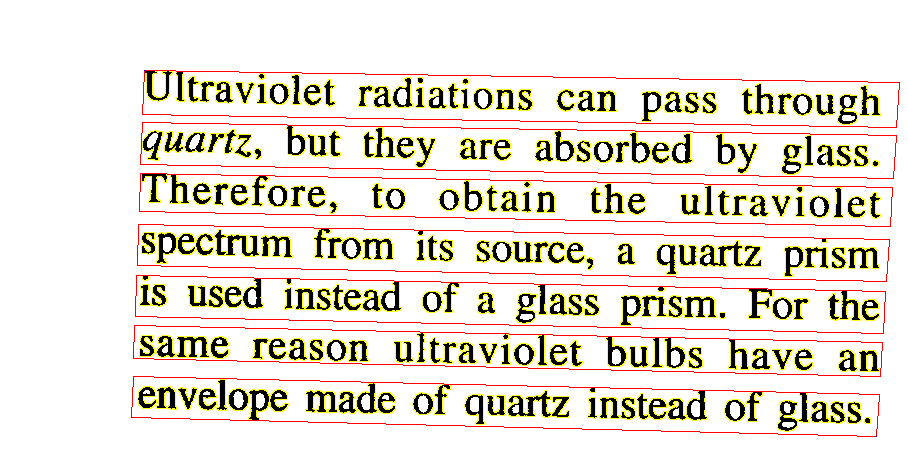 Ultraviolet radiations can pass through
quartz, but they are absorbed by glass.
Therefore, to obtain the ultraviolet
spectrum from its source, a quartz prism
is used instead of a glass prism. For the
same reason ultraviolet bulbs have an
envelope made of quartz instead of glass.